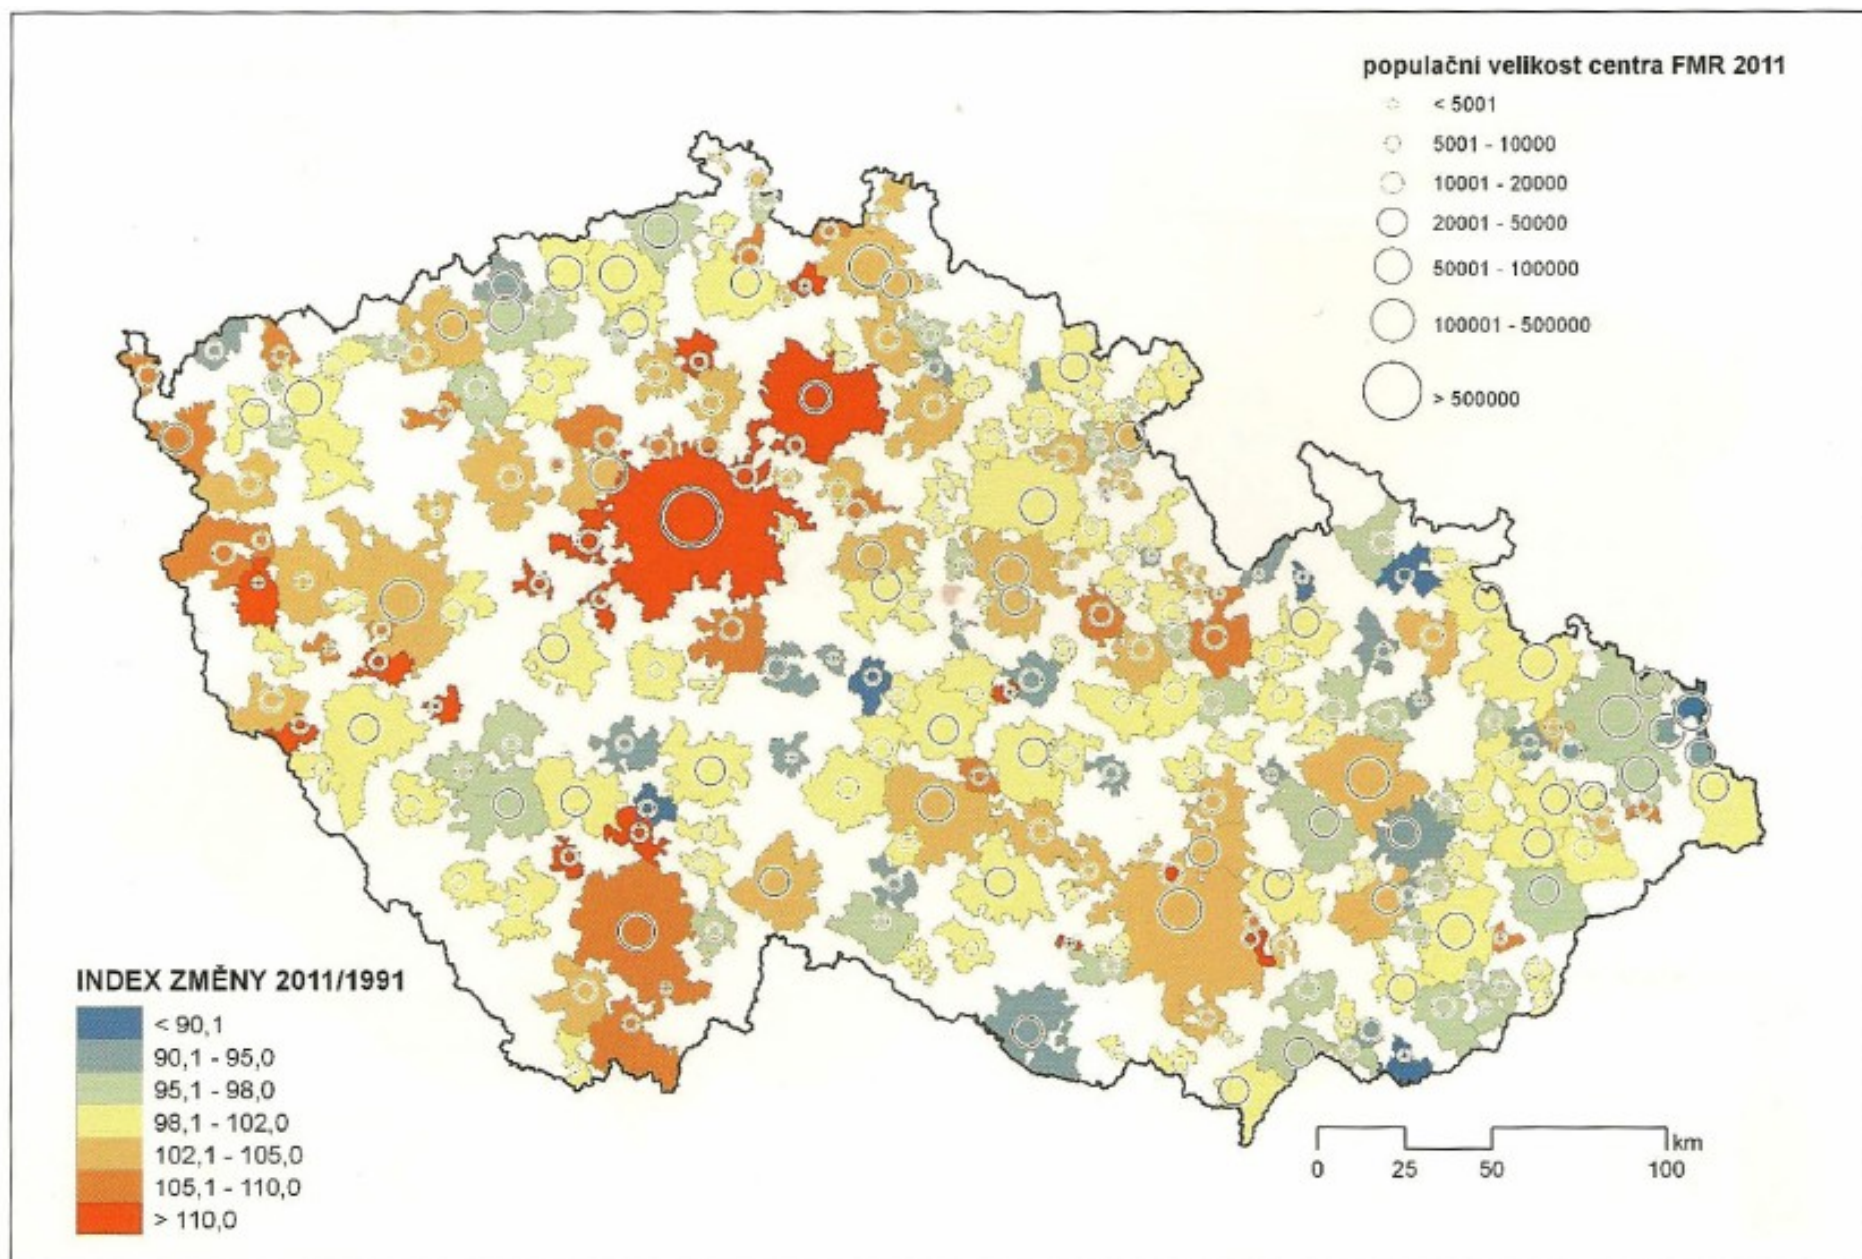 populační velikost centra FMR 2011
< 5001
5001 - 10000
10001 - 20000
20001 - 50000
50001 - 100000
100001 - 500000
> 500000
INDEX ZMĚNY 2011/1991
< 90,1
90,1 - 95,0
95,1 - 98,0
98,1 - 102,0
102,1 - 105,0
105,1 - 110,0
> 110,0
km
0 25 50 100